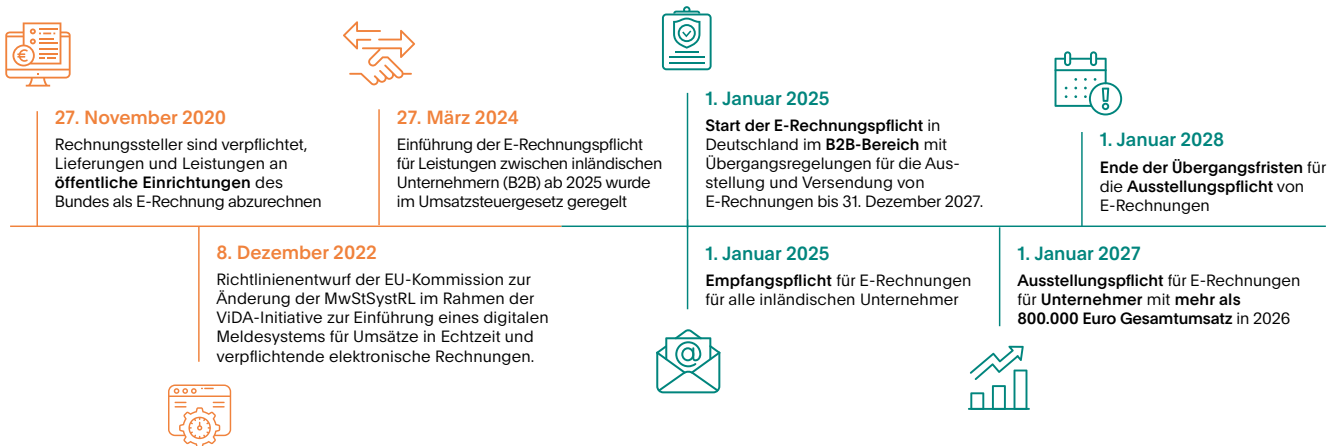 27. November 2020
Rechnungssteller sind verpflichtet,
Lieferungen und Leistungen an
öffentliche Einrichtungen des
Bundes als E-Rechnung abzurechnen
8. Dezember 2022
Richtlinienentwurf der EU-Kommission zur
Änderung der MwStSystRL im Rahmen der
ViDA-Initiative zur Einführung eines digitalen
Meldesystems für Umsätze in Echtzeit und
verpflichtende elektronische Rechnungen.
27. März 2024
Einführung der E-Rechnungspflicht
für Leistungen zwischen inländischen
Unternehmern (B2B) ab 2025 wurde
im Umsatzsteuergesetz geregelt
1. Januar 2025
Start der E-Rechnungspflicht in
Deutschland im B2B-Bereich mit
Übergangsregelungen für die Aus-
stellung und Versendung von
E-Rechnungen bis 31. Dezember 2027.
1. Januar 2025
Empfangspflicht für E-Rechnungen
für alle inländischen Unternehmer
1. Januar 2027
Ausstellungspflicht für E-Rechnungen
für Unternehmer mit mehr als
800.000 Euro Gesamtumsatz in 2026
1. Januar 2028
Ende der Übergangsfristen für
die Ausstellungspflicht von
E-Rechnungen